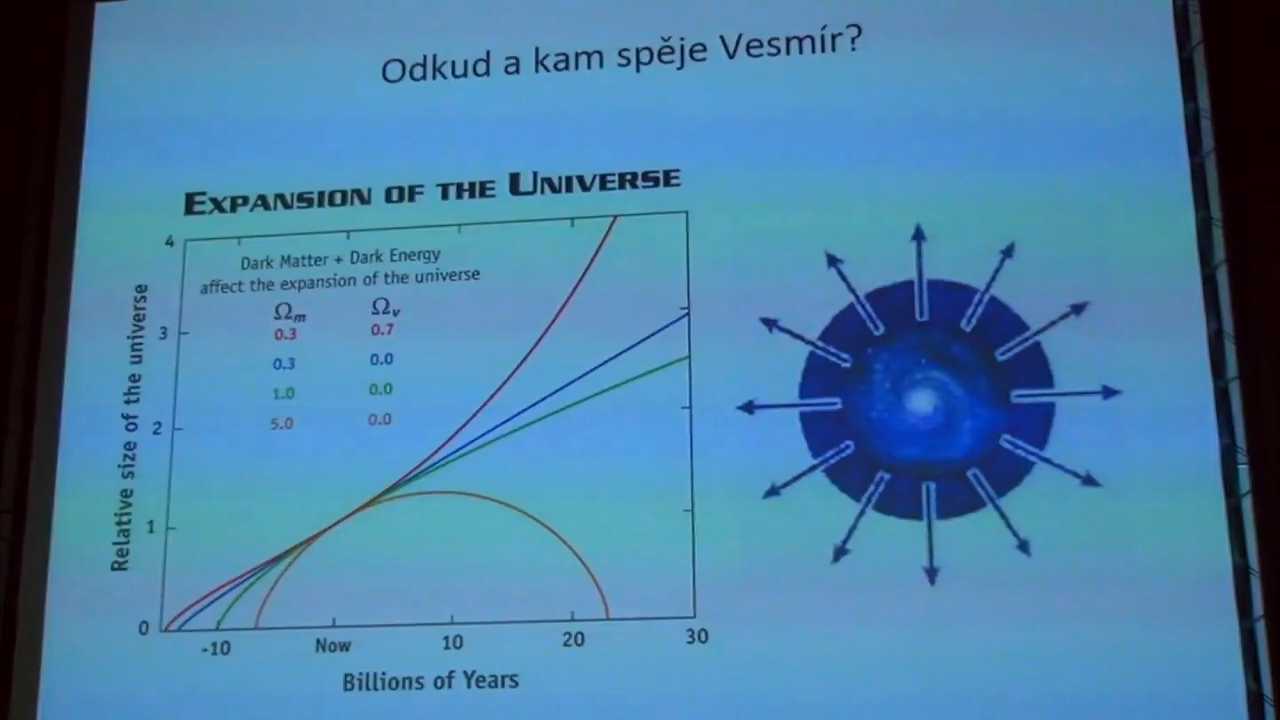 Odkud a kam spěje Vesmír?
EXPANSION OF THE UNIVERSE
Dark Matter + Dark Energy
affect the expansion of the universe
Ωm Ωv
0.3 0.7
0.3 0.0
1.0 0.0
5.0 0.0
Relative size of the universe
4
3
2
1
0
-10 Now 10 20 30
Billions of Years